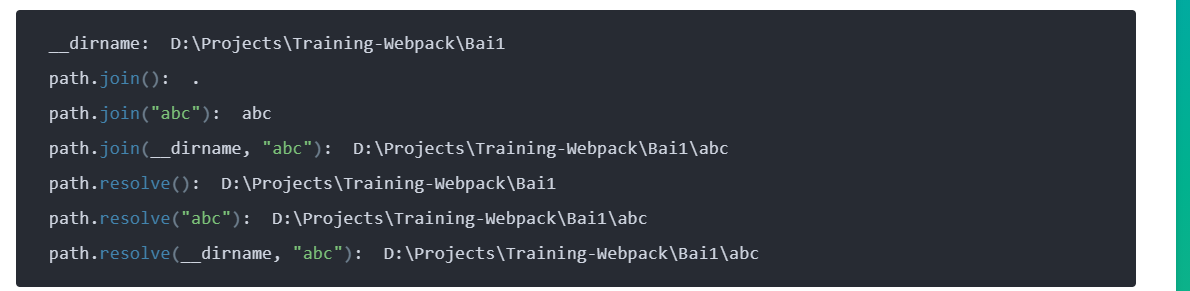 __dirname:  D:\Projects\Training-Webpack\Bai1
path.join():  .
path.join("abc"):  abc
path.join(__dirname, "abc"):  D:\Projects\Training-Webpack\Bai1\abc
path.resolve():  D:\Projects\Training-Webpack\Bai1
path.resolve("abc"):  D:\Projects\Training-Webpack\Bai1\abc
path.resolve(__dirname, "abc"):  D:\Projects\Training-Webpack\Bai1\abc